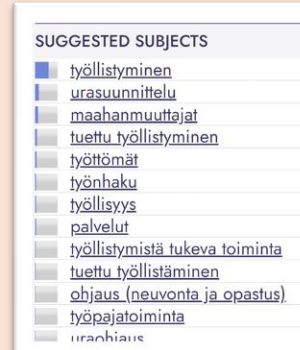 SUGGESTED SUBJECTS
työllistyminen
urasuunnittelu
maahanmuuttajat
tuettu työllistyminen
työttömät
työnhaku
työllisyys
palvelut
työllistymistä tukeva toiminta
tuettu työllistäminen
ohjaus (neuvonta ja opastus)
työpajatoiminta
uraohjaus